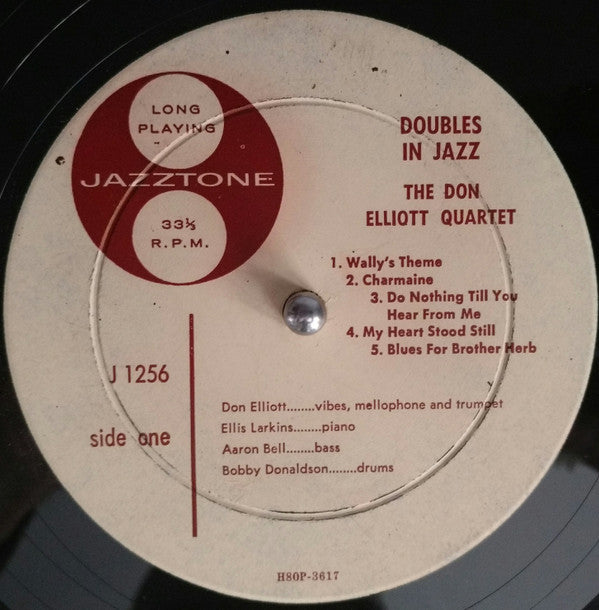 LONG
PLAYING
JAZZTONE
33⅓
R.P.M.
DOUBLES
IN JAZZ
THE DON
ELLIOTT QUARTET
1. Wally's Theme
2. Charmaine
3. Do Nothing Till You
Hear From Me
4. My Heart Stood Still
5. Blues For Brother Herb
J 1256
side one
Don Elliott........vibes, mellophone and trumpet
Ellis Larkins........piano
Aaron Bell........bass
Bobby Donaldson........drums
H8OP-3617